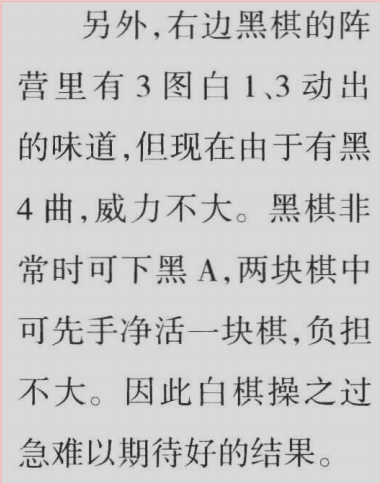 另外,右边黑棋的阵
营里有 3 图白 1、3 动出
的味道,但现在由于有黑
4 曲,威力不大。黑棋非
常时可下黑 A,两块棋中
可先手净活一块棋,负担
不大。因此白棋操之过
急难以期待好的结果。